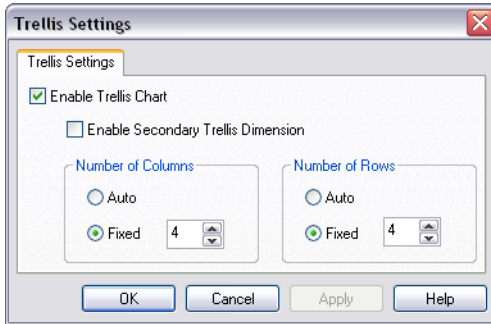 Trellis Settings
Trellis Settings
Enable Trellis Chart
Enable Secondary Trellis Dimension
Number of Columns
Auto
Fixed 4
Number of Rows
Auto
Fixed 4
OK Cancel Apply Help